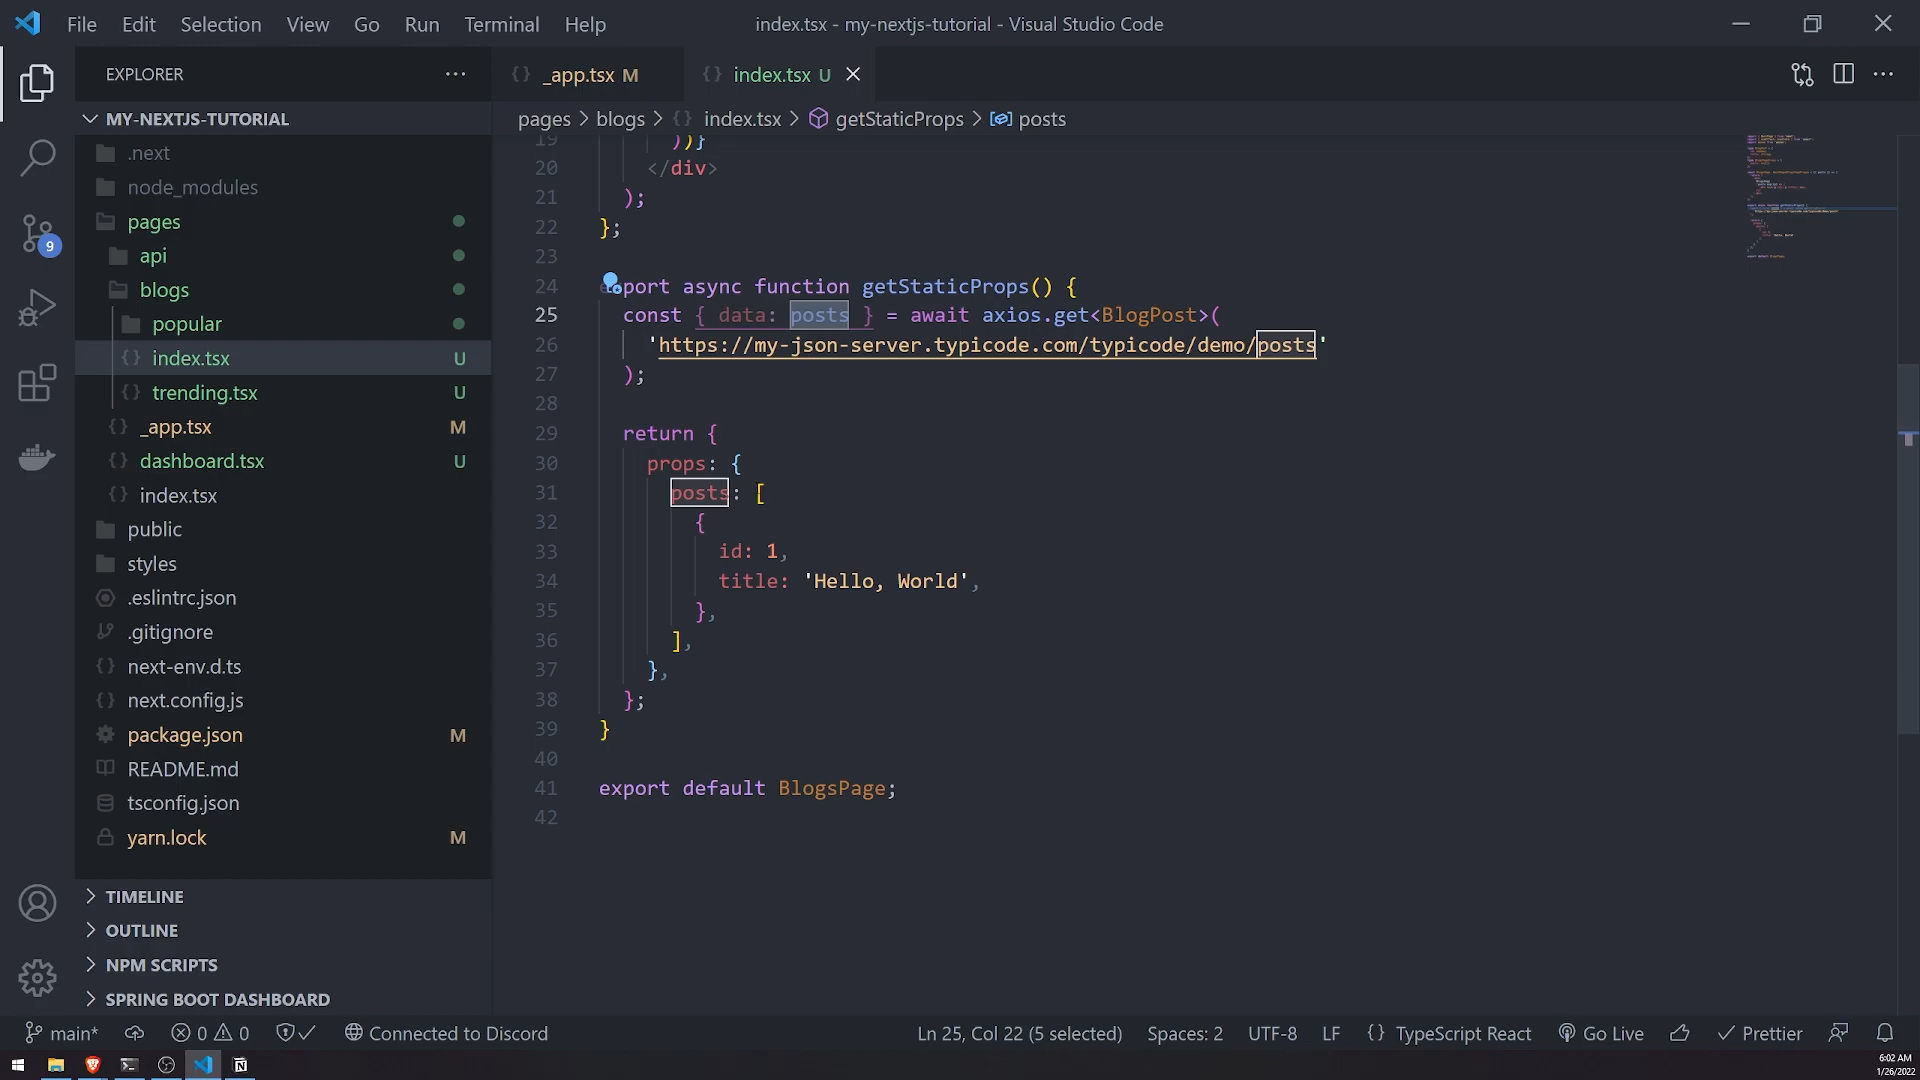 File Edit Selection View Go Run Terminal Help
index.tsx - my-nextjs-tutorial - Visual Studio Code
EXPLORER
MY-NEXTJS-TUTORIAL
.next
node_modules
pages
api
blogs
popular
index.tsx U
trending.tsx U
_app.tsx M
dashboard.tsx U
index.tsx
public
styles
.eslintrc.json
.gitignore
next-env.d.ts
next.config.js
package.json M
README.md
tsconfig.json
yarn.lock M
TIMELINE
OUTLINE
NPM SCRIPTS
SPRING BOOT DASHBOARD
9
_app.tsx M
index.tsx U
pages > blogs > index.tsx > getStaticProps > posts
19 ))}
20 </div>
21 );
22 };
23
24 export async function getStaticProps() {
25 const { data: posts } = await axios.get<BlogPost>(
26 'https://my-json-server.typicode.com/typicode/demo/posts'
27 );
28
29 return {
30 props: {
31 posts: [
32 {
33 id: 1,
34 title: 'Hello, World',
35 },
36 ],
37 },
38 };
39 }
40
41 export default BlogsPage;
42
main* 0 0 Connected to Discord
Ln 25, Col 22 (5 selected) Spaces: 2 UTF-8 LF {} TypeScript React Go Live Prettier
6:02 AM
1/26/2022